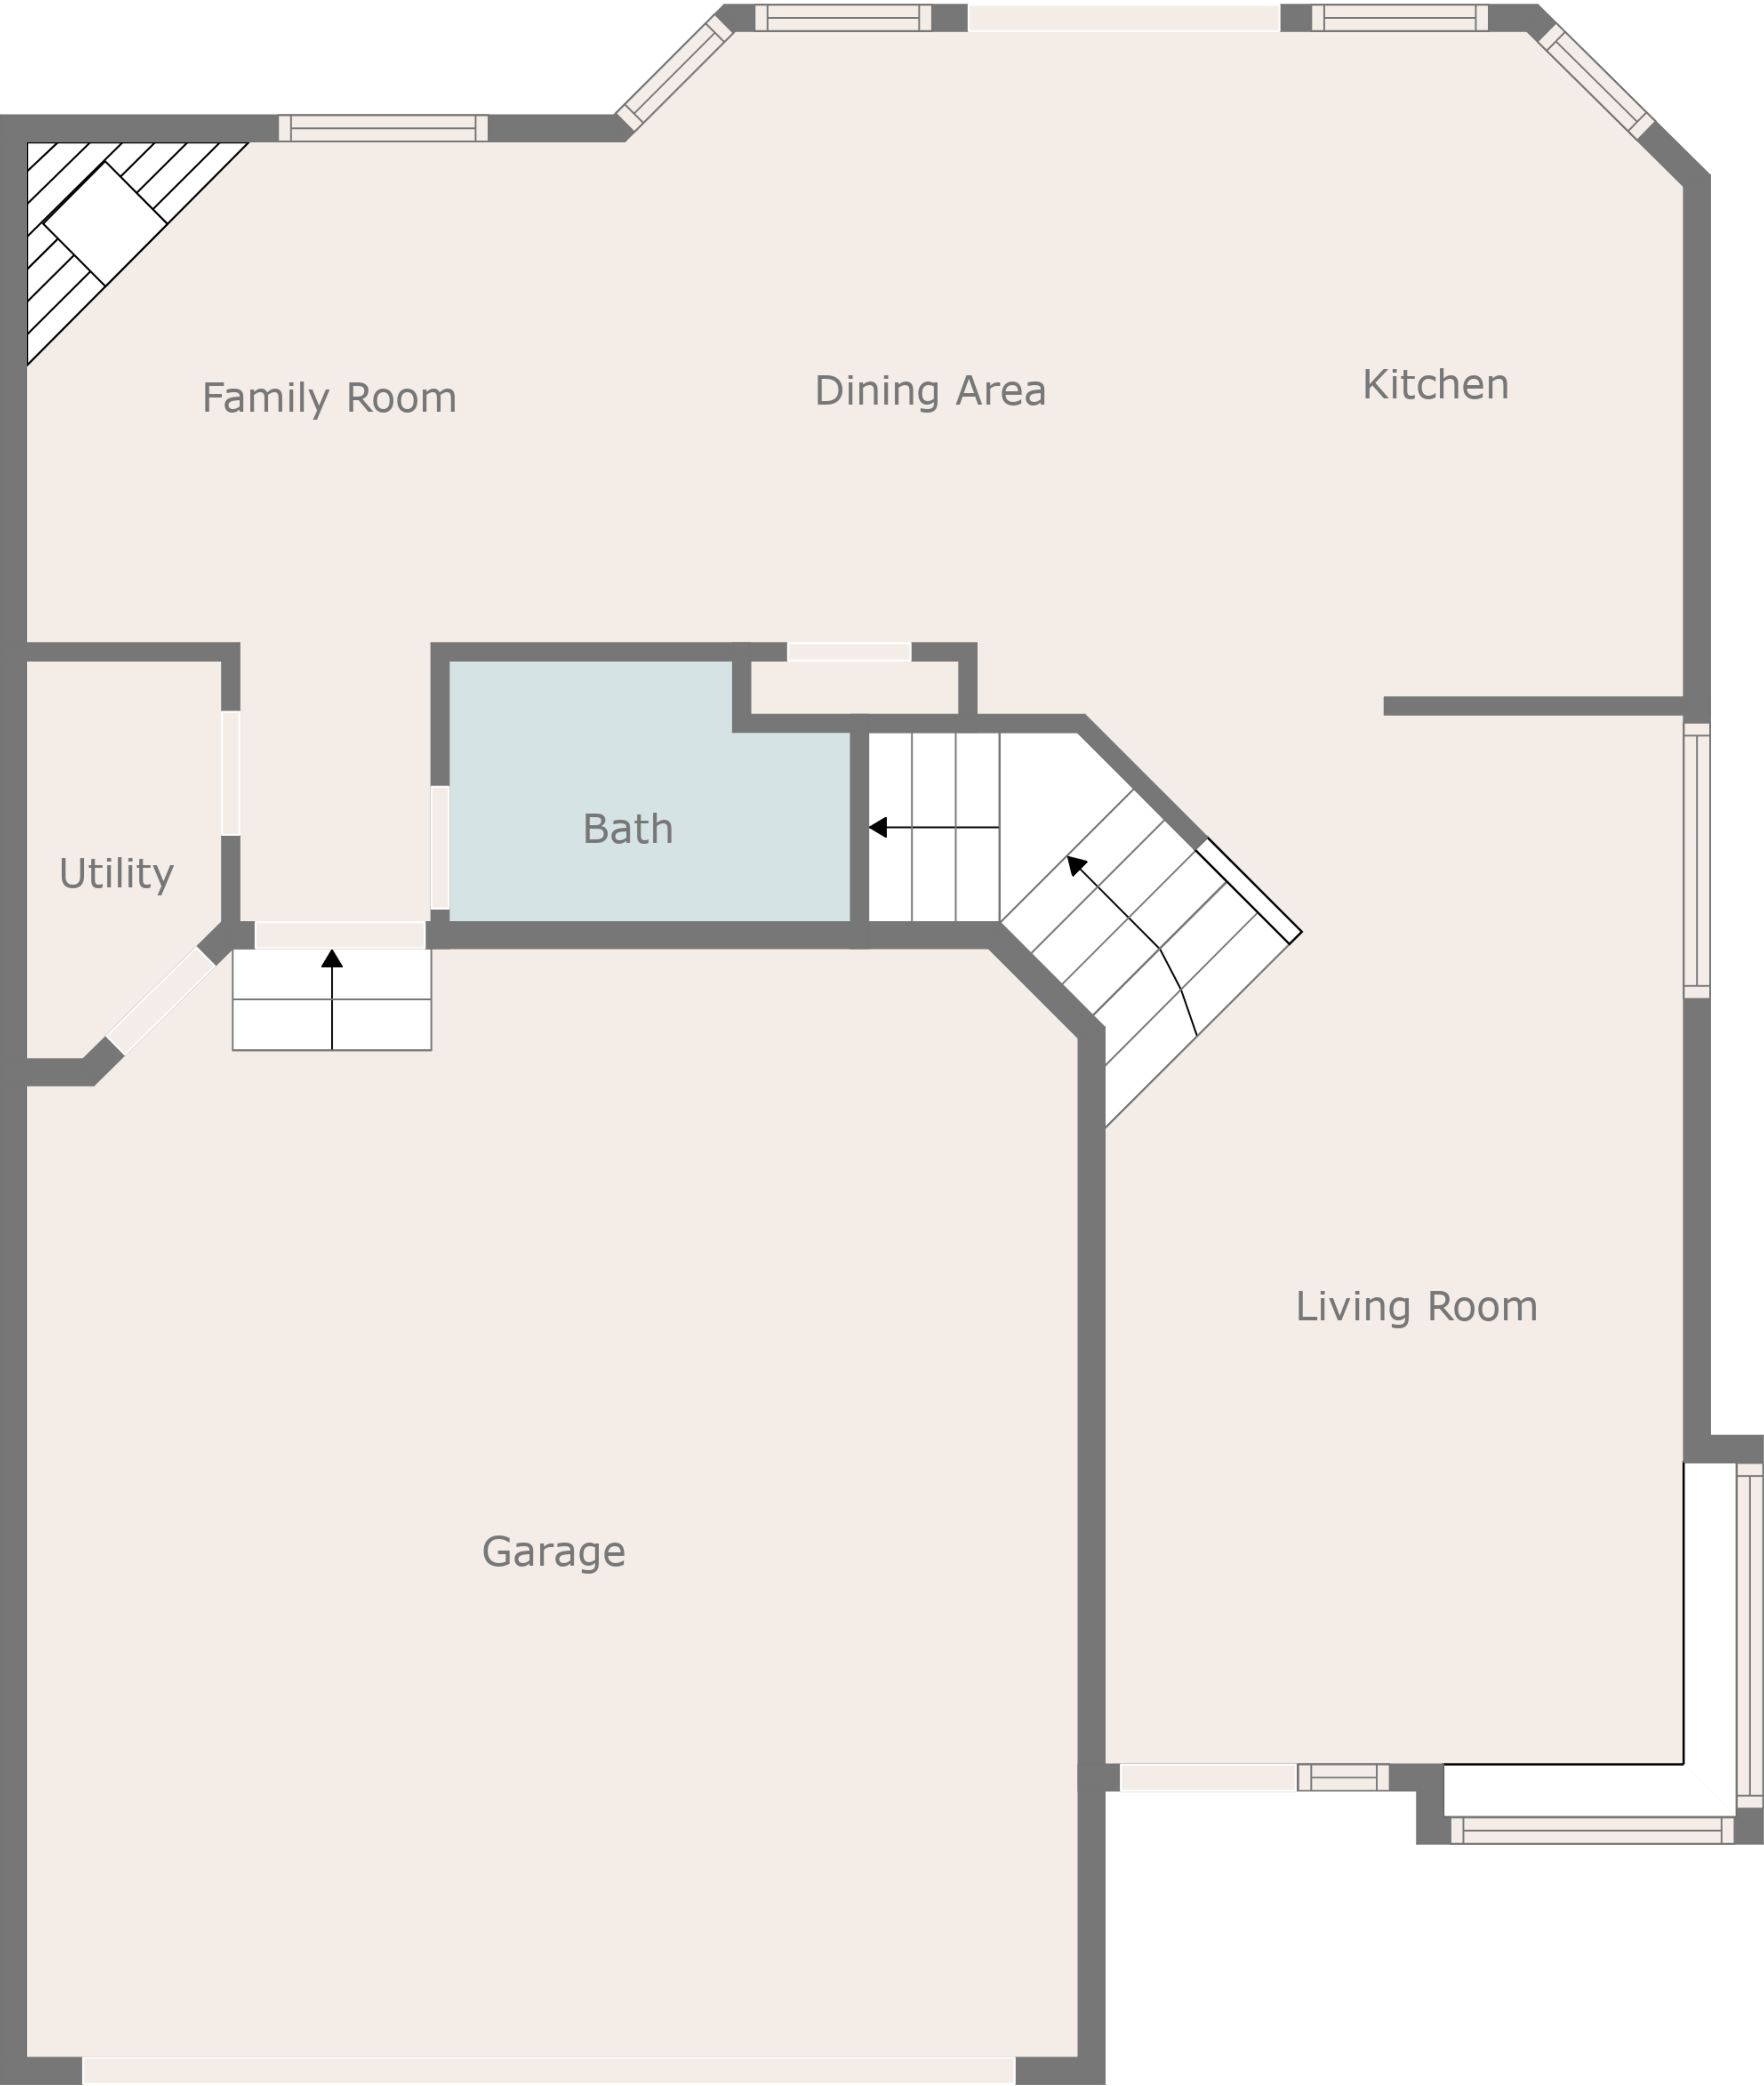 Family Room
Dining Area
Kitchen
Utility
Bath
Living Room
Garage